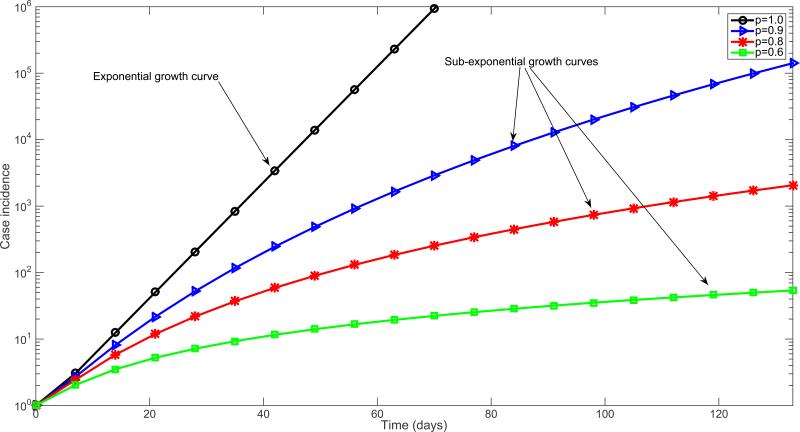 10^6
10^5
10^4
10^3
10^2
10^1
10^0
Case incidence
Exponential growth curve
Sub-exponential growth curves
p=1.0
p=0.9
p=0.8
p=0.6
0 20 40 60 80 100 120
Time (days)